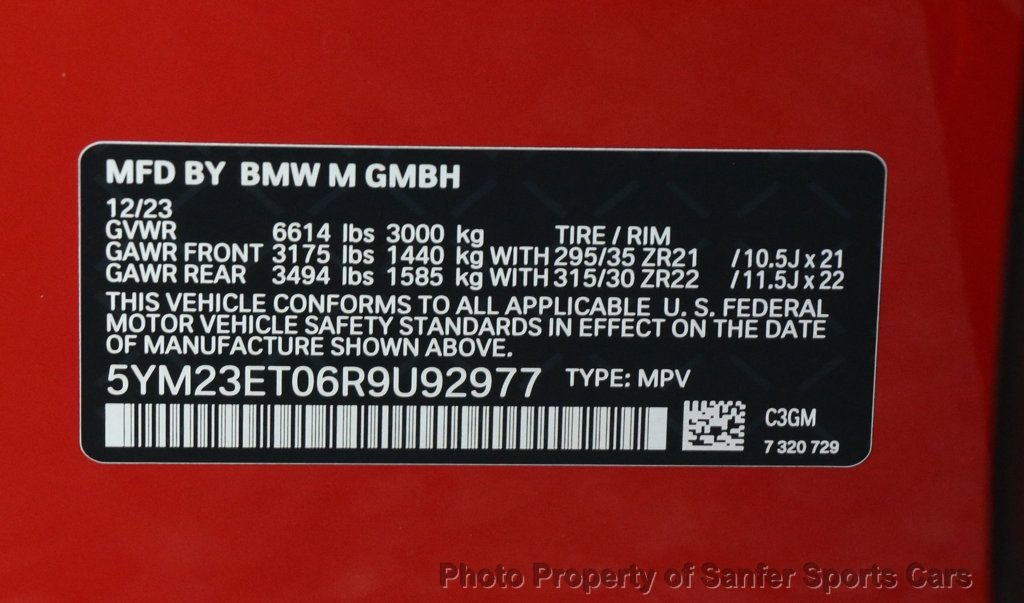 MFD BY BMW M GMBH
12/23
GVWR 6614 lbs 3000 kg TIRE / RIM
GAWR FRONT 3175 lbs 1440 kg WITH 295/35 ZR21 /10.5J x 21
GAWR REAR 3494 lbs 1585 kg WITH 315/30 ZR22 /11.5J x 22
THIS VEHICLE CONFORMS TO ALL APPLICABLE U. S. FEDERAL
MOTOR VEHICLE SAFETY STANDARDS IN EFFECT ON THE DATE
OF MANUFACTURE SHOWN ABOVE.
5YM23ET06R9U92977 TYPE: MPV
C3GM
7 320 729
Photo Property of Sanfer Sports Cars